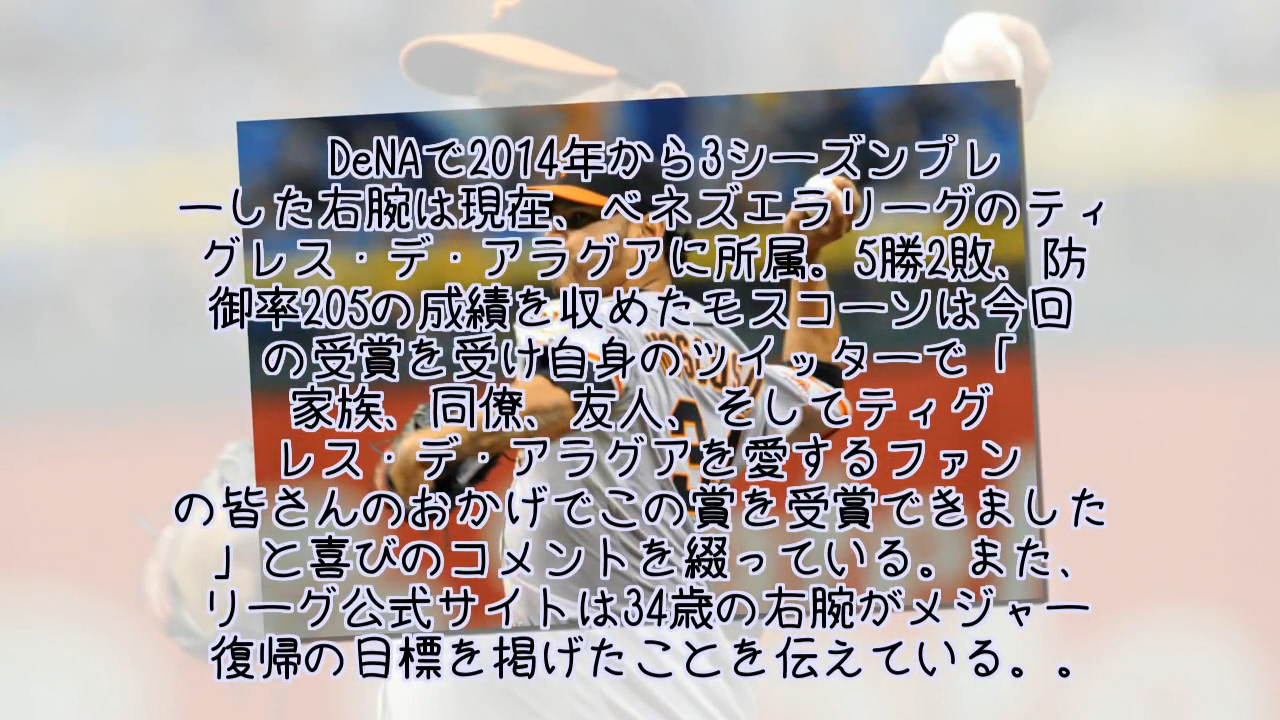 DeNAで2014年から3シーズンプレ
ーした右腕は現在、ベネズエラリーグのティ
グレス・デ・アラグアに所属。5勝2敗、防
御率205の成績を収めたモスコーンは今回
の受賞を受け自身のツイッターで「
家族、同僚、友人、そしてティグ
レス・デ・アラグアを愛するファン
の皆さんのおかげでこの賞を受賞できました
」と喜びのコメントを綴っている。また、
リーグ公式サイトは34歳の右腕がメジャー
復帰の目標を掲げたことを伝えている。。